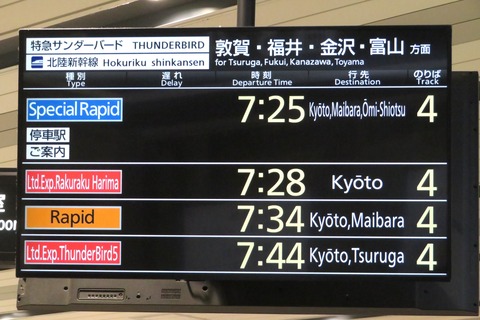 特急サンダーバード THUNDERBIRD 敦賀・福井・金沢・富山 方面
北陸新幹線 Hokuriku shinkansen for Tsuruga, Fukui, Kanazawa, Toyama
種別 遅れ 時刻 行先 のりば
Type Delay Departure Time Destination Track
Special Rapid 7:25 Kyōto,Maibara,Ōmi-Shiotsu 4
停車駅
ご案内
Ltd.Exp.Rakuraku Harima 7:28 Kyōto 4
Rapid 7:34 Kyōto,Maibara 4
Ltd.Exp.ThunderBird5 7:44 Kyōto,Tsuruga 4